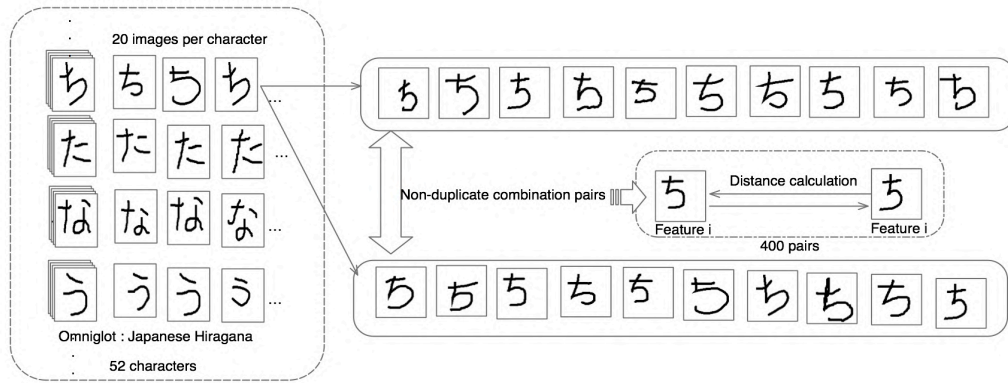 20 images per character
ち ち ち ち ...
た た た た ...
な な な な ...
う う う う ...
Omniglot : Japanese Hiragana
52 characters
ち ち ち ち ち ち ち ち ち ち
Non-duplicate combination pairs
ち Distance calculation ち
Feature i Feature i
400 pairs
ち ち ち ち ち ち ち ち ち ち